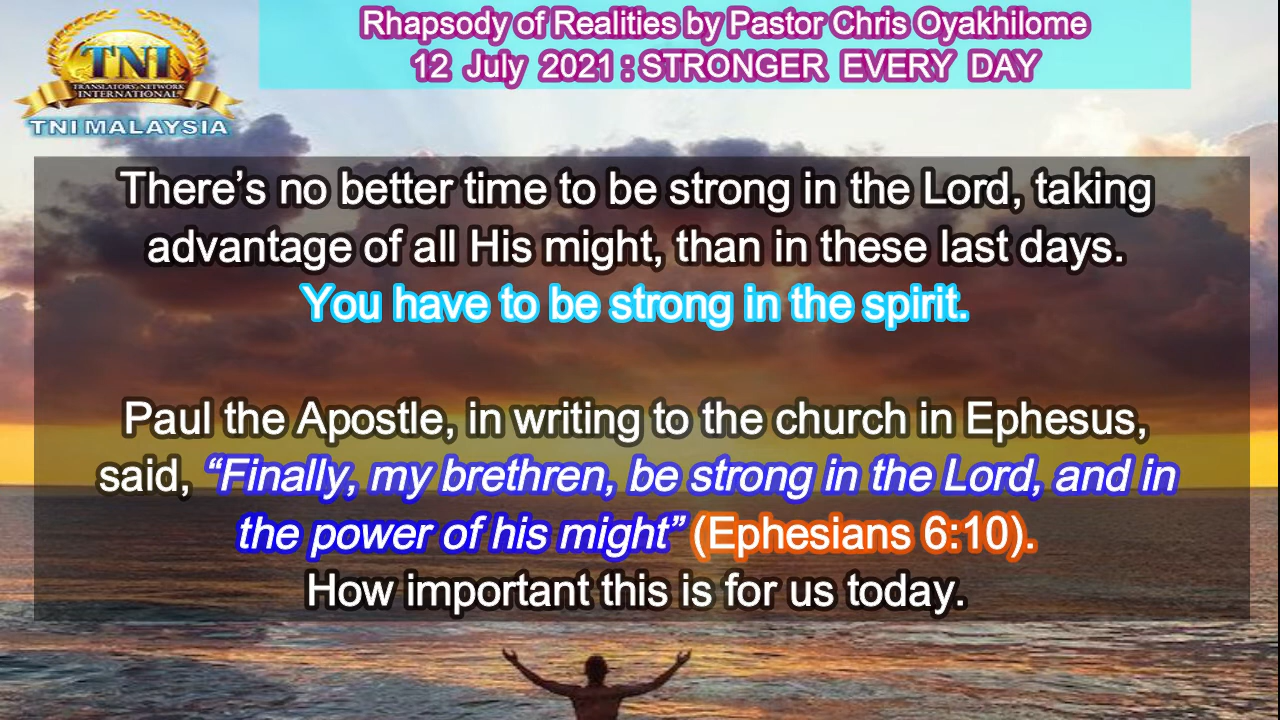 TNI
TRANSLATORS' NETWORK
INTERNATIONAL
TNI MALAYSIA
Rhapsody of Realities by Pastor Chris Oyakhilome
12 July 2021 : STRONGER EVERY DAY
There’s no better time to be strong in the Lord, taking
advantage of all His might, than in these last days.
You have to be strong in the spirit.
Paul the Apostle, in writing to the church in Ephesus,
said, “Finally, my brethren, be strong in the Lord, and in
the power of his might” (Ephesians 6:10).
How important this is for us today.